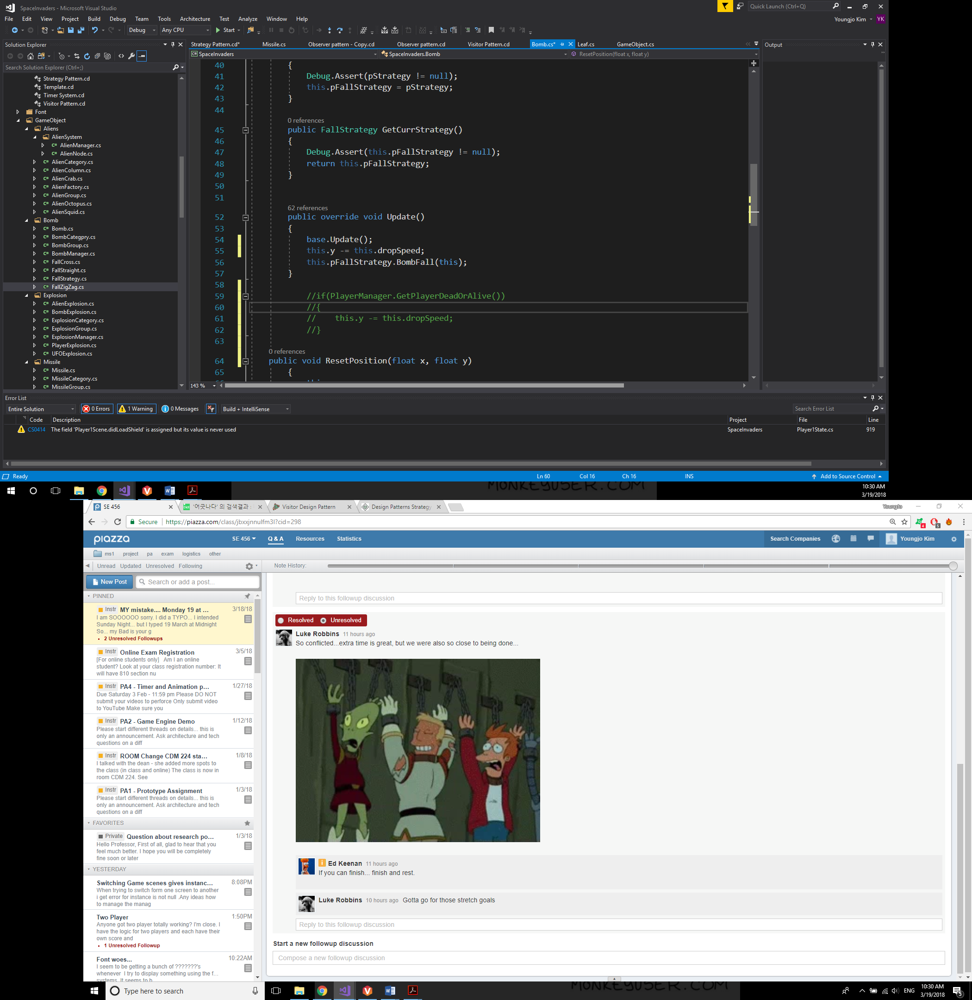 SpaceInvaders - Microsoft Visual Studio
Quick Launch (Ctrl+Q)
File Edit View Project Build Debug Team Tools Architecture Test Analyze Window Help
Youngjo Kim YK
Debug Any CPU Start
Solution Explorer
Search Solution Explorer (Ctrl+;)
Strategy Pattern.cd
Template.cd
Timer System.cd
Visitor Pattern.cd
Font
GameObject
Aliens
AlienSystem
C# AlienManager.cs
C# AlienNode.cs
C# AlienCategory.cs
C# AlienColumn.cs
C# AlienCrab.cs
C# AlienFactory.cs
C# AlienGroup.cs
C# AlienOctopus.cs
C# AlienSquid.cs
Bomb
C# Bomb.cs
C# BombCategpry.cs
C# BombGroup.cs
C# BombManager.cs
C# FallCross.cs
C# FallStraight.cs
C# FallStrategy.cs
C# FallZigZag.cs
Explosion
C# AlienExplosion.cs
C# BombExplosion.cs
C# ExplosionCategory.cs
C# ExplosionGroup.cs
C# ExplosionManager.cs
C# PlayerExplosion.cs
C# UFOExplosion.cs
Missile
C# Missile.cs
C# MissileCategory.cs
C# MissileGroup.cs
Strategy Pattern.cd* Missile.cs Observer pattern - Copy.cd Observer pattern.cd Visitor Pattern.cd Bomb.cs* Leaf.cs GameObject.cs
C# SpaceInvaders SpaceInvaders.Bomb ResetPosition(float x, float y)
40 {
41 Debug.Assert(pStrategy != null);
42 this.pFallStrategy = pStrategy;
43 }
44
0 references
45 public FallStrategy GetCurrStrategy()
46 {
47 Debug.Assert(this.pFallStrategy != null);
48 return this.pFallStrategy;
49 }
50
51
62 references
52 public override void Update()
53 {
54 base.Update();
55 this.y -= this.dropSpeed;
56 this.pFallStrategy.BombFall(this);
57 }
58
59 //if(PlayerManager.GetPlayerDeadOrAlive())
60 //{
61 // this.y -= this.dropSpeed;
62 //}
63
0 references
64 public void ResetPosition(float x, float y)
65 {
143 %
Output
Error List
Entire Solution 0 Errors 1 Warning 0 Messages Build + IntelliSense Search Error List
Code Description Project File Line
CS0414 The field 'Player1Scene.didLoadShield' is assigned but its value is never used SpaceInvaders Player1State.cs 919
Ready Ln 60 Col 16 Ch 16 INS Add to Source Control
MONKEYUSER.COM
10:30 AM
3/19/2018
SE 456 '어긋나다' 의 검색결과 : Visitor Design Pattern Design Patterns Strategy YoungJo
Secure https://piazza.com/class/jbxxjnnulfm3l?cid=298
piazza SE 456 Q & A Resources Statistics Search Companies Youngjo Kim
ms1 project pa exam logistics other
Unread Updated Unresolved Following Note History:
New Post Search or add a post...
PINNED
Instr MY mistake.... Monday 19 at ... 3/18/18
I am SOOOOOO sorry. I did a TYPO... I intended
Sunday Night... but I typed 19 March at Midnight
So... my Bad is your g
2 Unresolved Followups
Instr Online Exam Registration 3/5/18
[For online students only] Am I an online
student? Look at your class registration number: It
will have 810 section nu
Instr PA4 - Timer and Animation p... 1/27/18
Due Saturday 3 Feb - 11:59 pm Please DO NOT
submit your videos to perforce Only submit video
to YouTube Make sure you
Instr PA2 - Game Engine Demo 1/12/18
Please start different threads on details... this is
only an announcement. Ask architecture and tech
questions on a diff
Instr ROOM Change CDM 224 sta... 1/8/18
I talked with the dean - she added more spots to
the class (in class and online) The class is now in
room CDM 224. See
Instr PA1 - Prototype Assignment 1/3/18
Please start different threads on details... this is
only an announcement. Ask architecture and tech
questions on a diff
FAVORITES
Private Question about research po... 1/3/18
Hello Professor, First of all, glad to hear that you
feel much better. I hope you will be completely
fine soon or later
YESTERDAY
Switching Game scenes gives instanc... 8:08PM
When trying to switch form one screen to another
i get error for instance is not null .Any ideas how
to manage the manag
Two Player 1:50PM
Anyone got two player totally working? I'm close. I
have the logic for two players and each have their
own score and
1 Unresolved Followup
Font woes... 10:22AM
I seem to be getting a bunch of ???????'s
whenever I try to display something using the f...
systems. It seems to b
Reply to this followup discussion
Resolved Unresolved
Luke Robbins 11 hours ago
So conflicted...extra time is great, but we were also so close to being done...
Ed Keenan 11 hours ago
If you can finish... finish and rest.
Luke Robbins 10 hours ago Gotta go for those stretch goals
Reply to this followup discussion
Start a new followup discussion
Compose a new followup discussion
Type here to search
MONKEYUSER.COM
ENG
10:30 AM
3/19/2018
5